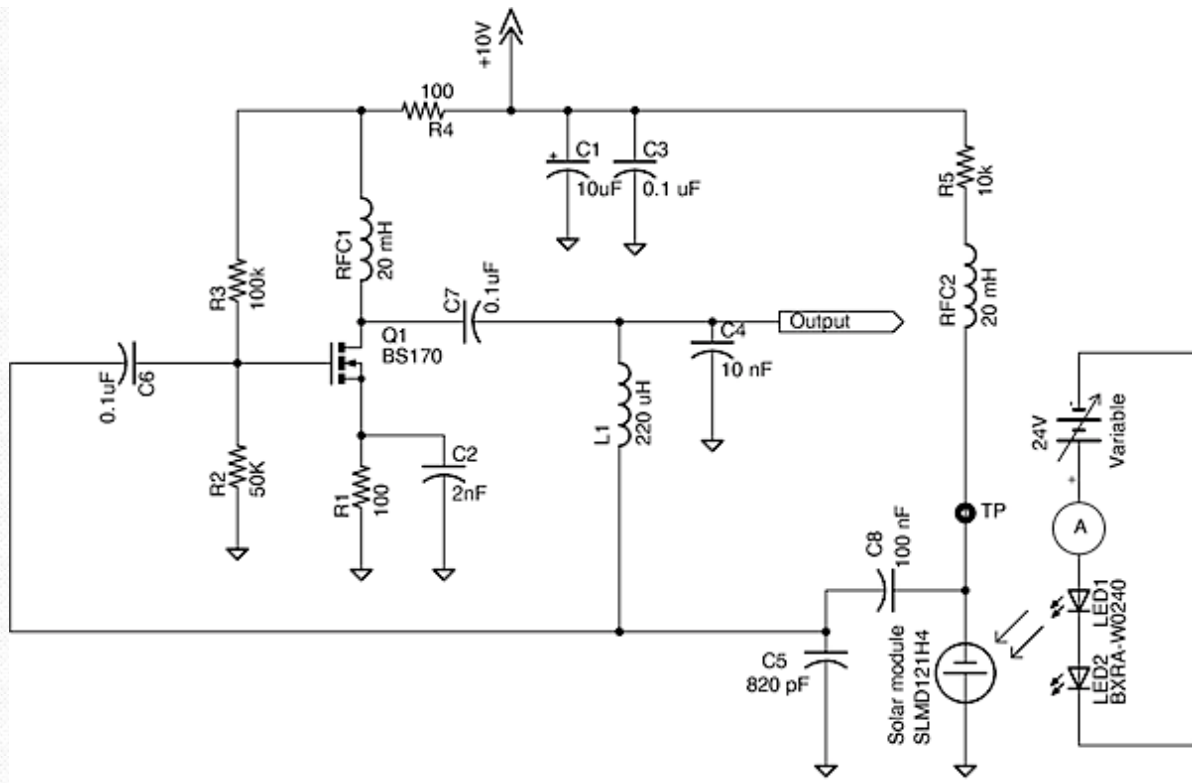 +10V
100
R4
C1
+
10uF
C3
0.1 uF
R5
10k
RFC1
20 mH
R3
100k
C7
0.1uF
RFC2
20 mH
Output
Q1
BS170
C4
10 nF
0.1uF
C6
L1
220 uH
24V
Variable
+
R2
50K
R1
100
C2
2nF
TP
A
C8
100 nF
LED1
LED2
BXRA-W0240
C5
820 pF
Solar module
SLMD121H4